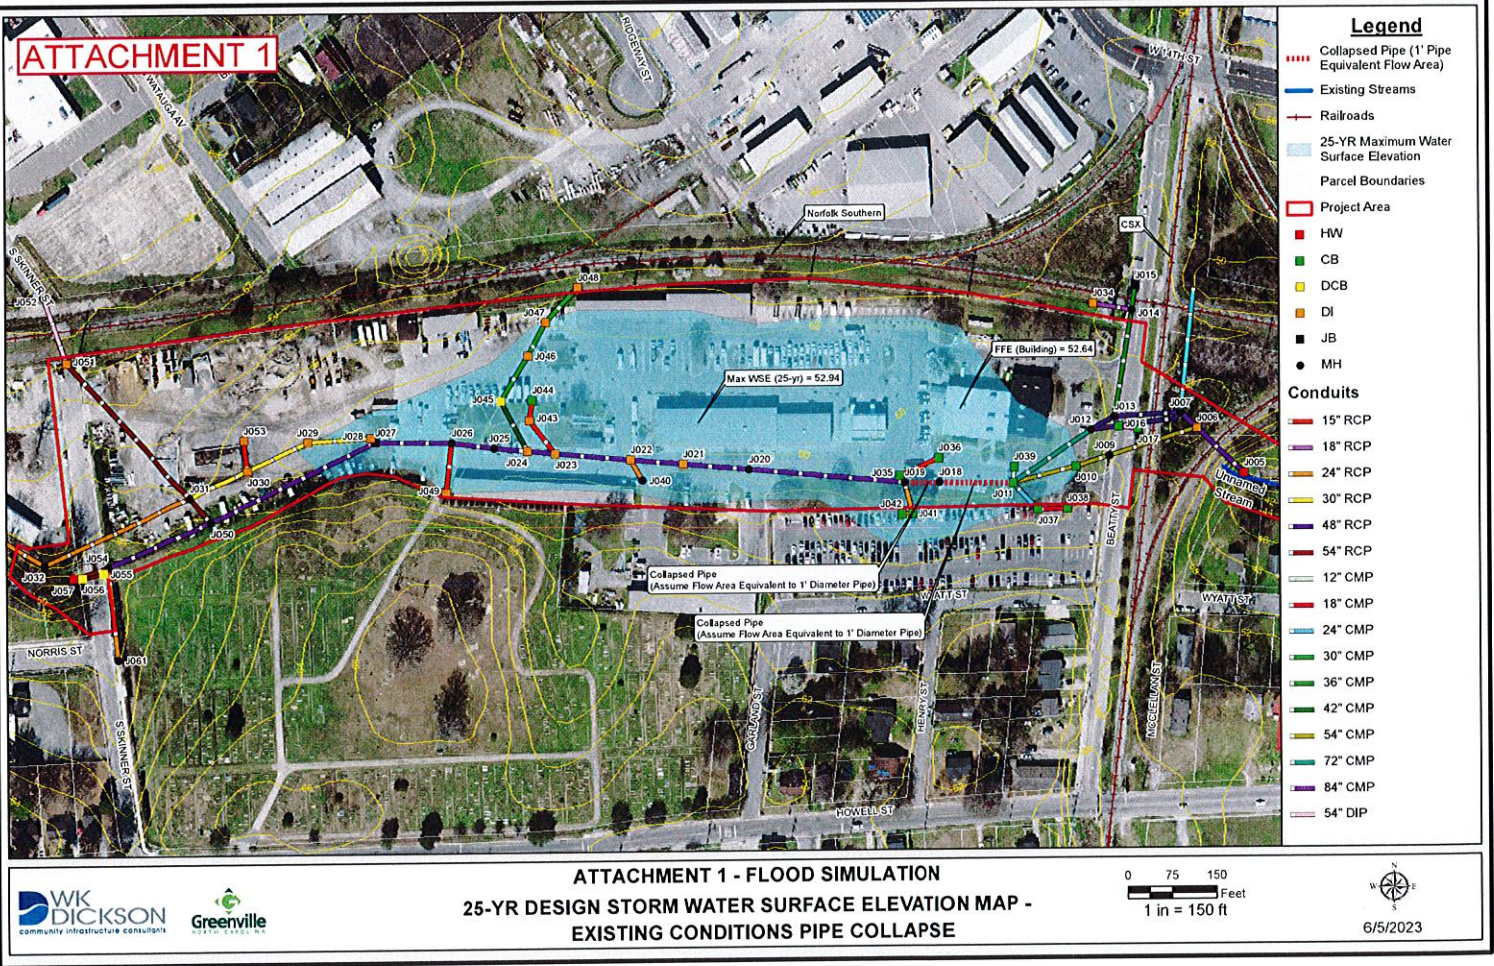 ATTACHMENT 1
WATAUGA AV
RIDGEWAY ST
W 14TH ST
S SKINNER ST
Norfolk Southern
CSX
J052
J051
J048
J047
J046
J045
J044
J043
J034
J015
J014
FFE (Building) = 52.64
Max WSE (25-yr) = 52.94
J053
J029
J028
J027
J026
J025
J024
J023
J022
J021
J020
J040
J031
J030
J049
J050
J036
J035
J019
J018
J039
J011
J010
J009
J012
J013
J016
J017
J007
J006
J005
J042
J041
J037
J038
Unnamed
Stream
BEATTY ST
J032
J054
J055
J056
J057
J061
NORRIS ST
S SKINNER ST
Collapsed Pipe
(Assume Flow Area Equivalent to 1' Diameter Pipe)
Collapsed Pipe
(Assume Flow Area Equivalent to 1' Diameter Pipe)
WYATT ST
WYATT ST
GARLAND ST
HENRY ST
MCCLELLAN ST
HOWELL ST
Legend
Collapsed Pipe (1' Pipe
Equivalent Flow Area)
Existing Streams
Railroads
25-YR Maximum Water
Surface Elevation
Parcel Boundaries
Project Area
HW
CB
DCB
DI
JB
MH
Conduits
15" RCP
18" RCP
24" RCP
30" RCP
48" RCP
54" RCP
12" CMP
18" CMP
24" CMP
30" CMP
36" CMP
42" CMP
54" CMP
72" CMP
84" CMP
54" DIP
WK
DICKSON
community infrastructure consultants
Greenville
NORTH CAROLINA
ATTACHMENT 1 - FLOOD SIMULATION
25-YR DESIGN STORM WATER SURFACE ELEVATION MAP -
EXISTING CONDITIONS PIPE COLLAPSE
0 75 150
Feet
1 in = 150 ft
N
W E
S
6/5/2023